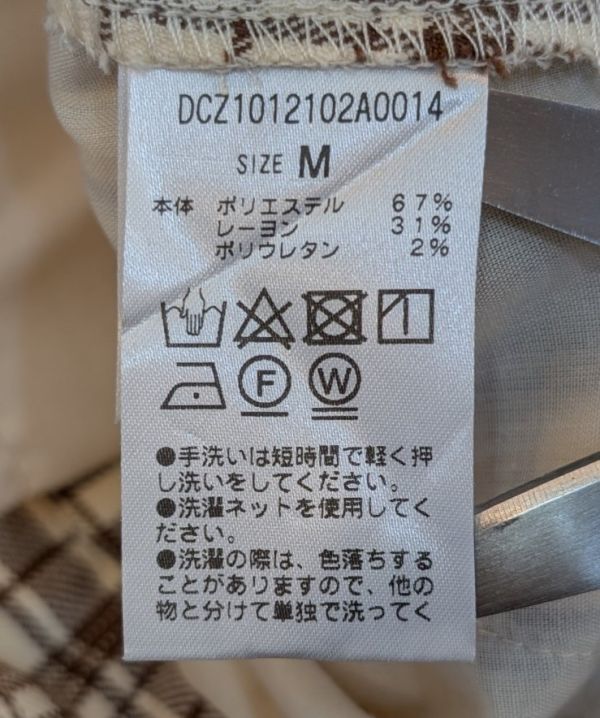 DCZ1012102A0014
SIZE M
本体 ポリエステル 67%
レーヨン 31%
ポリウレタン 2%
F W
●手洗いは短時間で軽く押
し洗いをしてください。
●洗濯ネットを使用してく
ださい。
●洗濯の際は、色落ちする
ことがありますので、他の
物と分けて単独で洗ってく